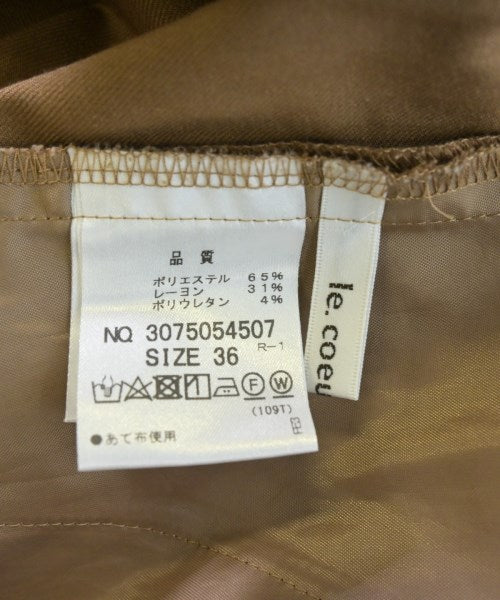 品質
ポリエステル 65%
レーヨン 31%
ポリウレタン 4%
NO. 3075054507
SIZE 36 R-1
F W
(109T)
●あて布使用
le.coeu